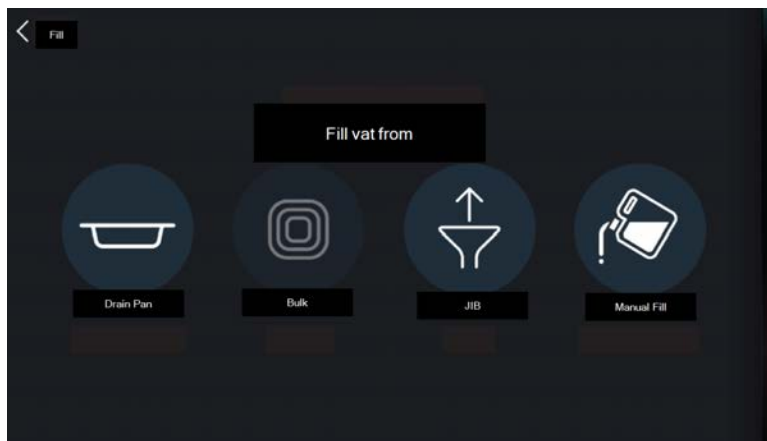 Fill
Fill vat from
Drain Pan
Bulk
JIB
Manual Fill